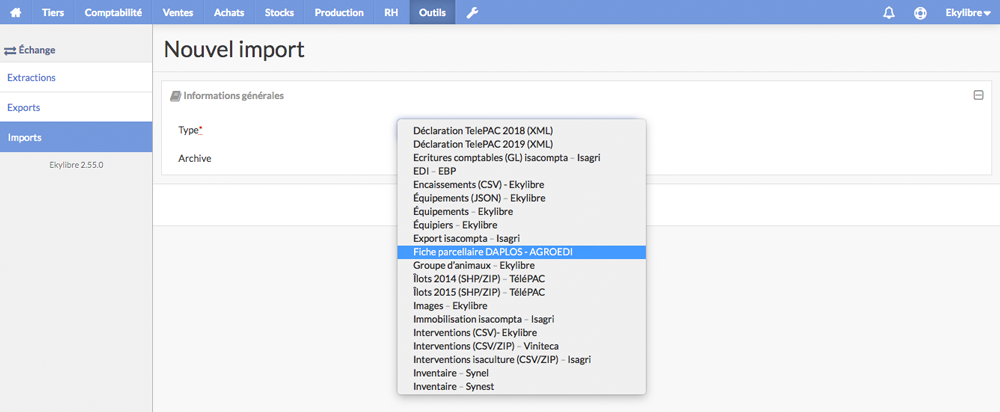 Tiers Comptabilité Ventes Achats Stocks Production RH Outils Ekylibre
Échange
Extractions
Exports
Imports
Ekylibre 2.55.0
Nouvel import
Informations générales
Type*
Archive
Déclaration TelePAC 2018 (XML)
Déclaration TelePAC 2019 (XML)
Ecritures comptables (GL) isacompta – Isagri
EDI – EBP
Encaissements (CSV) - Ekylibre
Équipements (JSON) – Ekylibre
Équipements – Ekylibre
Équipiers – Ekylibre
Export isacompta – Isagri
Fiche parcellaire DAPLOS - AGROEDI
Groupe d’animaux – Ekylibre
Îlots 2014 (SHP/ZIP) – TéléPAC
Îlots 2015 (SHP/ZIP) – TéléPAC
Images – Ekylibre
Immobilisation isacompta – Isagri
Interventions (CSV)- Ekylibre
Interventions (CSV/ZIP) – Viniteca
Interventions isaculture (CSV/ZIP) – Isagri
Inventaire – Synel
Inventaire – Synest